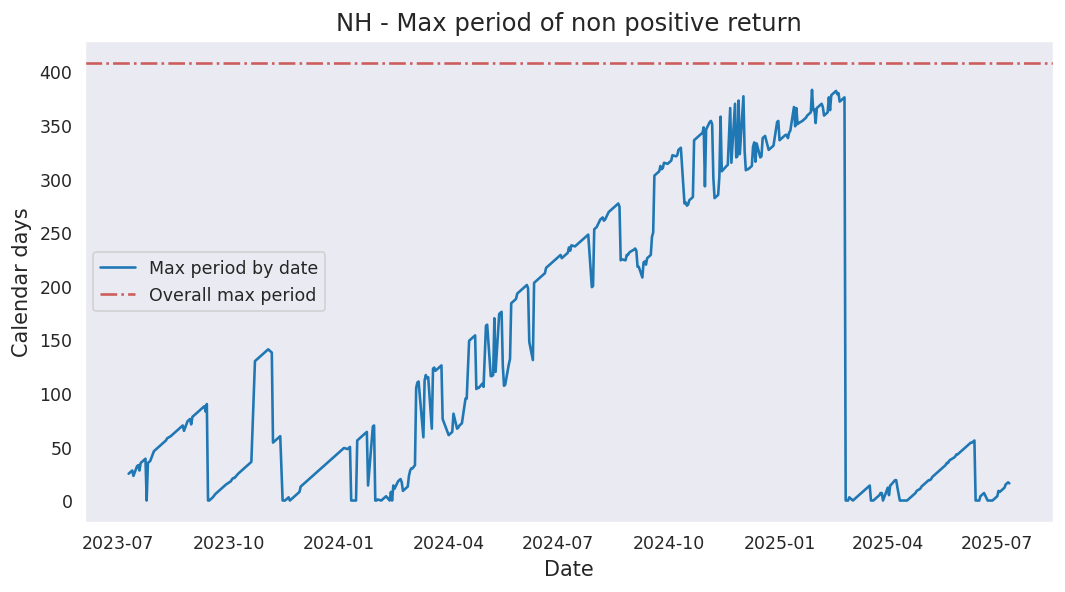 NH - Max period of non positive return
Calendar days
400
350
300
250
200
150
100
50
0
Max period by date
Overall max period
2023-07 2023-10 2024-01 2024-04 2024-07 2024-10 2025-01 2025-04 2025-07
Date